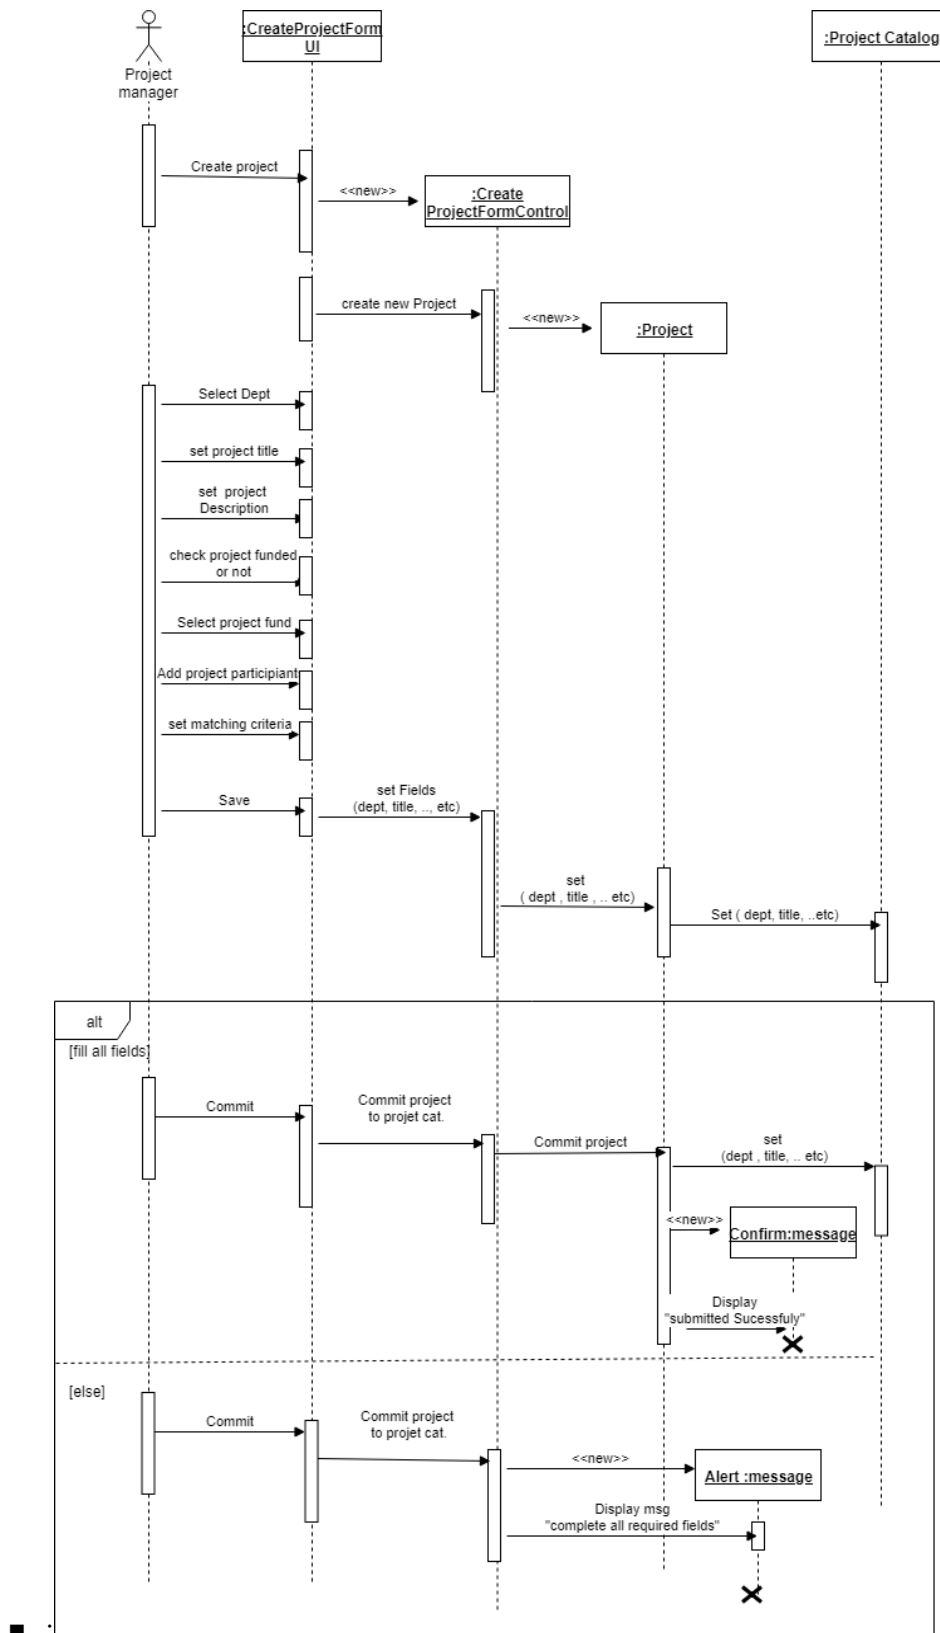 :CreateProjectForm
UI
:Project Catalog
Project
manager
Create project
<<new>>
:Create
ProjectFormControl
create new Project
<<new>>
:Project
Select Dept
set project title
set  project
Description
check project funded
or not
Select project fund
Add project participiant
set matching criteria
Save
set Fields
(dept, title, .., etc)
set
( dept , title , .. etc)
Set ( dept, title, ..etc)
alt
[fill all fields]
Commit
Commit project
to projet cat.
Commit project
set
(dept , title, .. etc)
<<new>>
Confirm:message
Display
"submitted Sucessfuly"
[else]
Commit
Commit project
to projet cat.
<<new>>
Alert :message
Display msg
"complete all required fields"